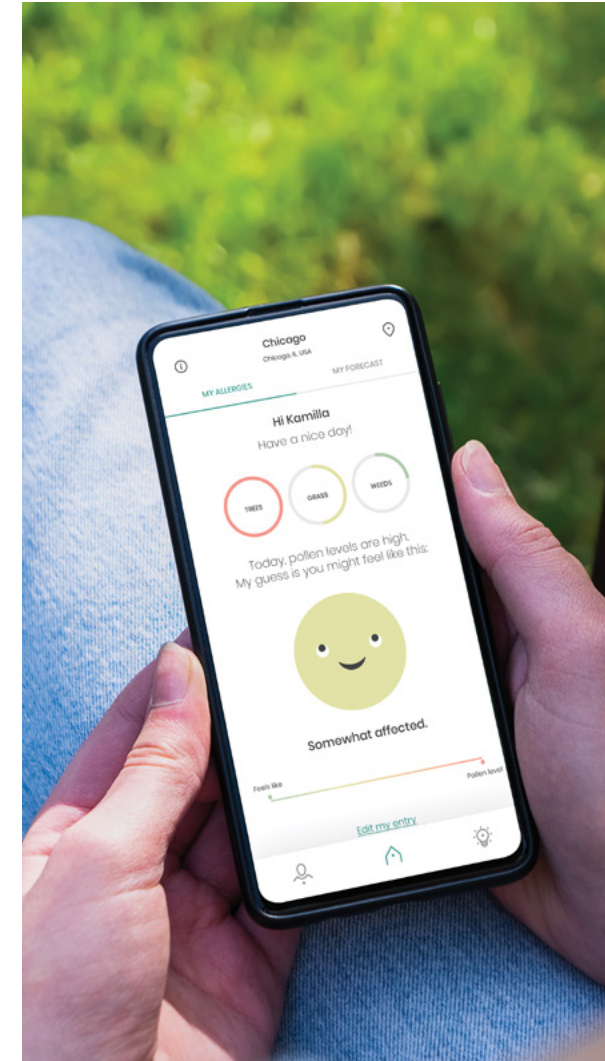 Chicago
Chicago, IL USA
MY ALLERGIES
MY FORECAST
Hi Kamilla
Have a nice day!
TREES
GRASS
WEEDS
Today, pollen levels are high.
My guess is you might feel like this:
Somewhat affected.
Feels like
Pollen level
Edit my entry